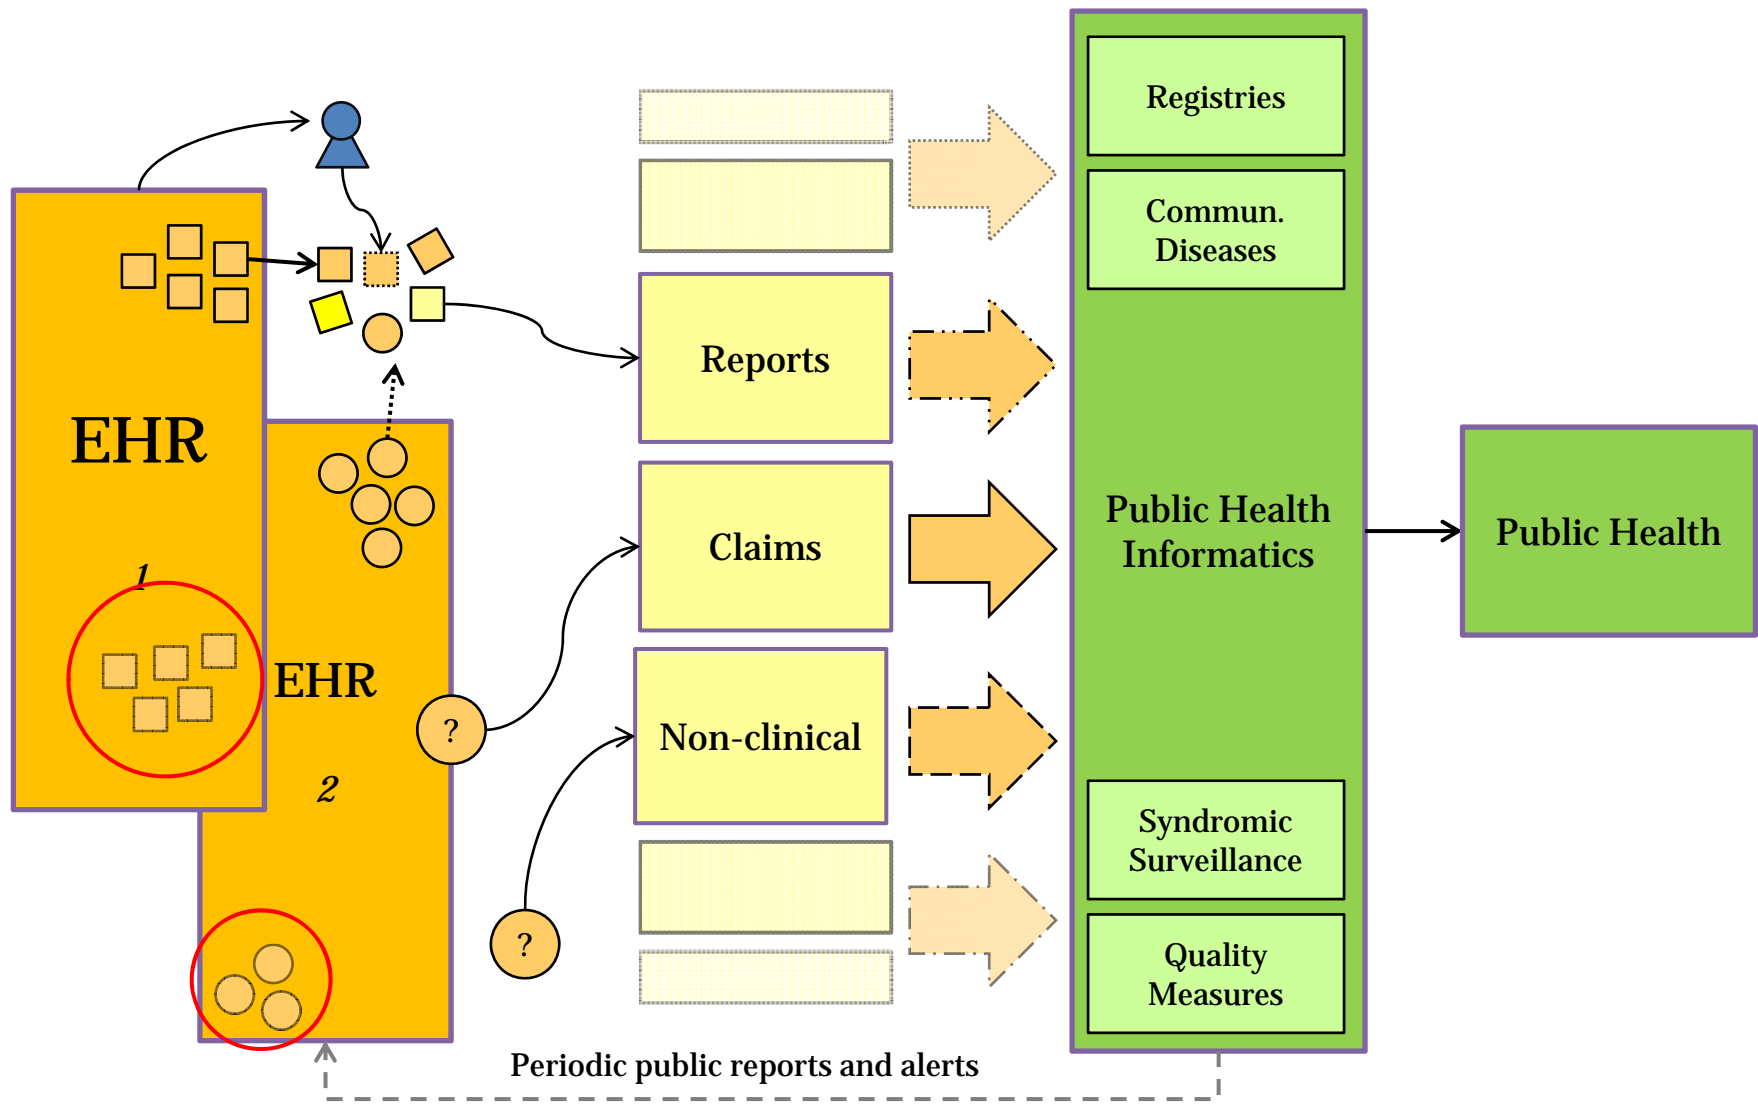 EHR
1
EHR
2
?
?
Reports
Claims
Non-clinical
Registries
Commun.
Diseases
Public Health
Informatics
Syndromic
Surveillance
Quality
Measures
Public Health
Periodic public reports and alerts